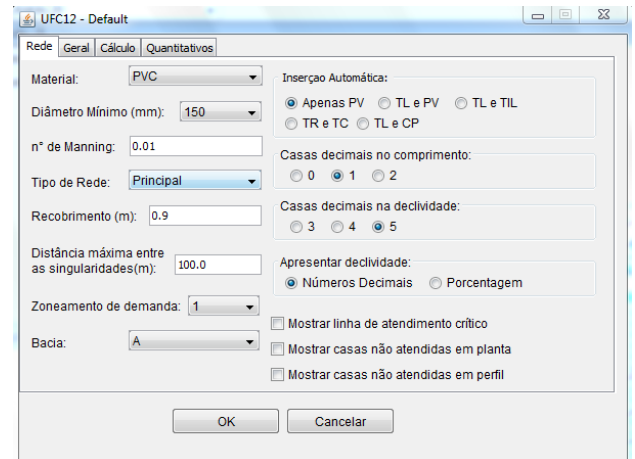 UFC12 - Default
Rede Geral Cálculo Quantitativos
Material: PVC
Diâmetro Mínimo (mm): 150
n° de Manning: 0.01
Tipo de Rede: Principal
Recobrimento (m): 0.9
Distância máxima entre
as singularidades(m): 100.0
Zoneamento de demanda: 1
Bacia: A
Inserçao Automática:
Apenas PV TL e PV TL e TIL
TR e TC TL e CP
Casas decimais no comprimento:
0 1 2
Casas decimais na declividade:
3 4 5
Apresentar declividade:
Números Decimais Porcentagem
Mostrar linha de atendimento crítico
Mostrar casas não atendidas em planta
Mostrar casas não atendidas em perfil
OK Cancelar